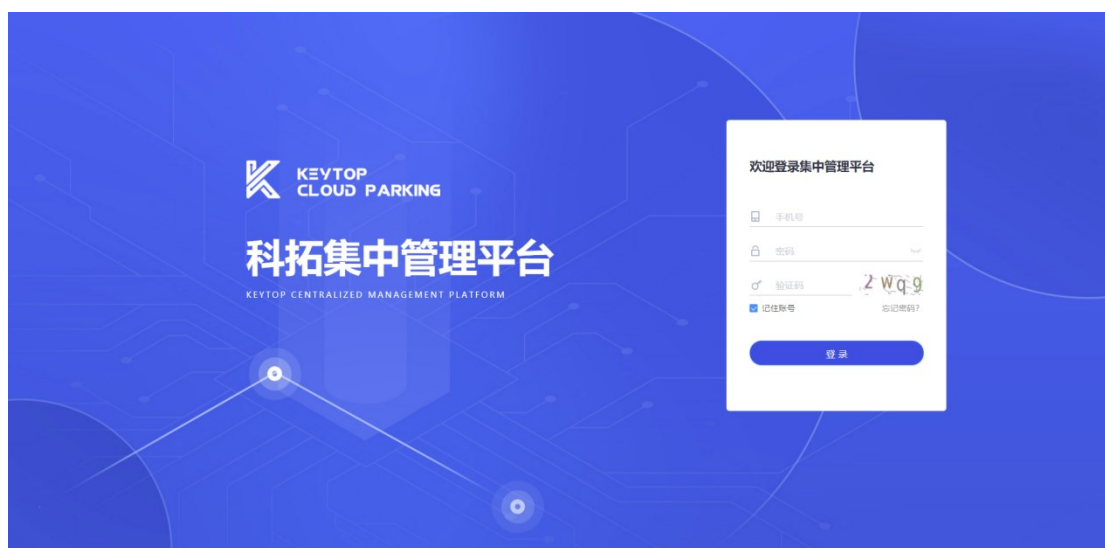 KEYTOP
CLOUD PARKING
科拓集中管理平台
KEYTOP CENTRALIZED MANAGEMENT PLATFORM
欢迎登录集中管理平台
手机号
密码
验证码
2 W q 9
记住账号
忘记密码?
登录